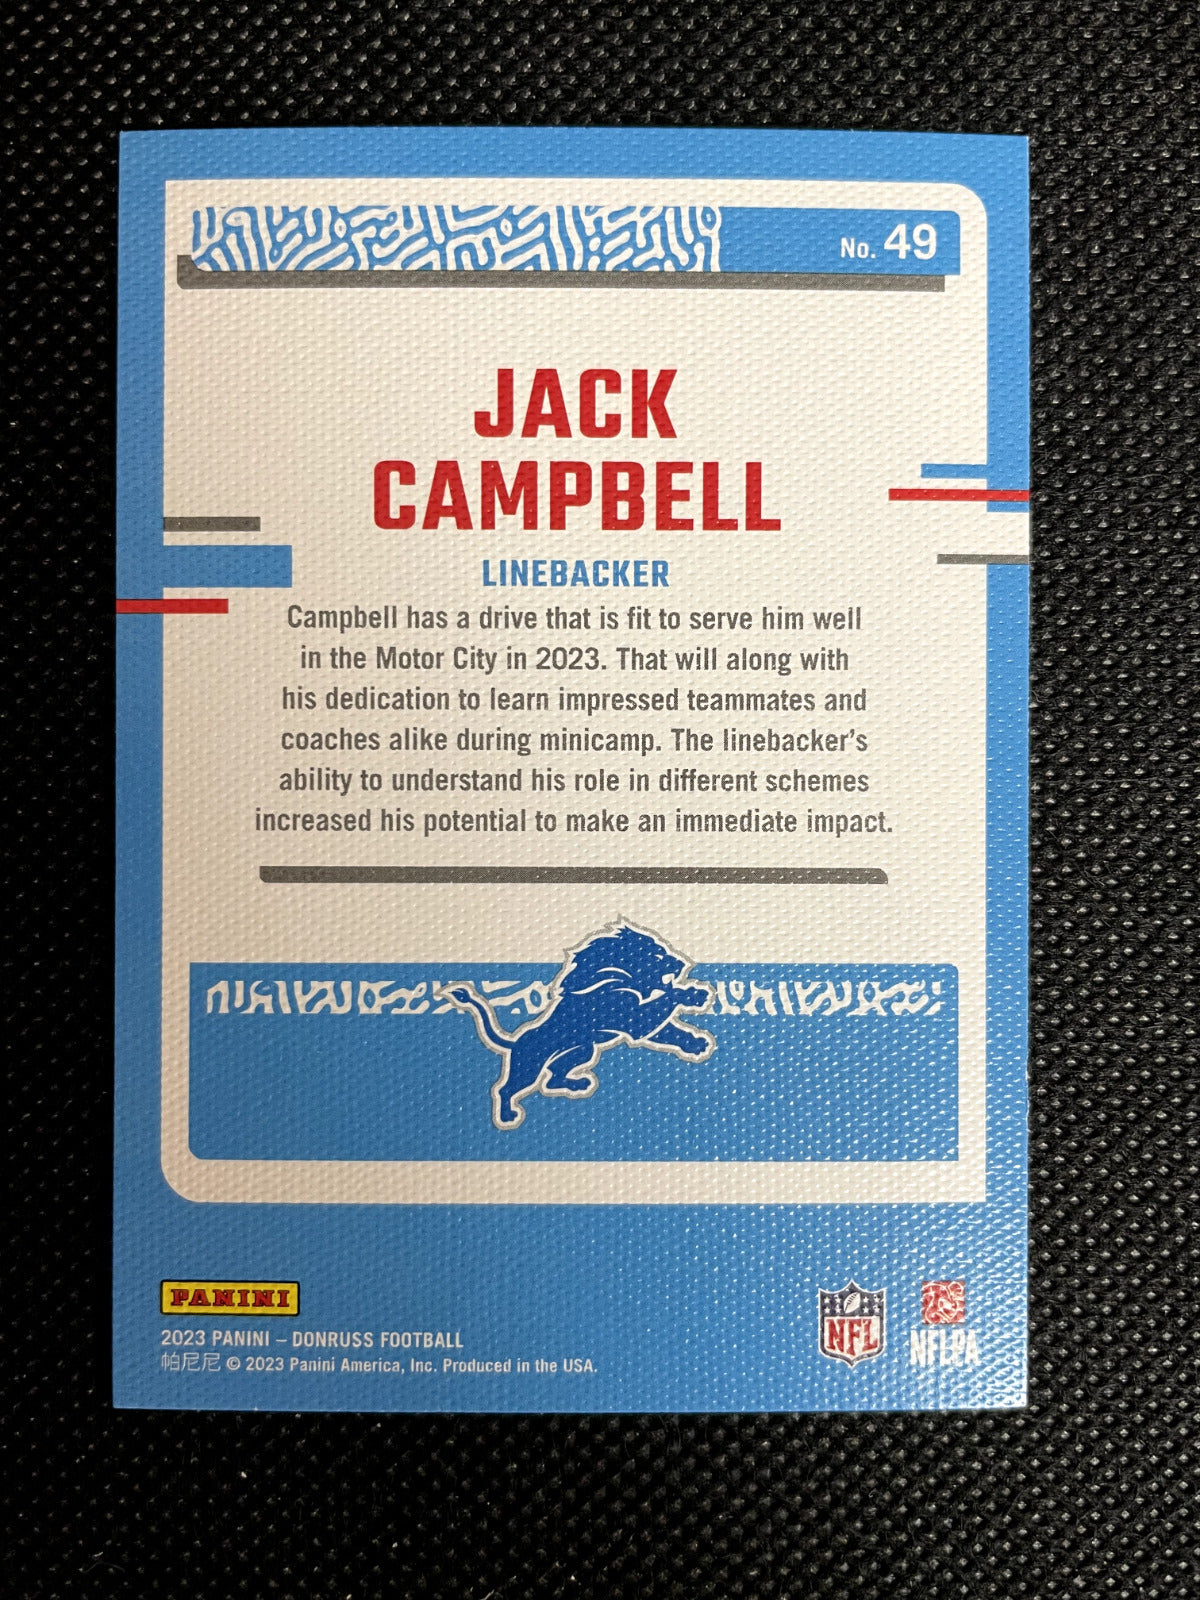 No. 49
JACK
CAMPBELL
LINEBACKER
Campbell has a drive that is fit to serve him well
in the Motor City in 2023. That will along with
his dedication to learn impressed teammates and
coaches alike during minicamp. The linebacker's
ability to understand his role in different schemes
increased his potential to make an immediate impact.
PANINI
2023 PANINI – DONRUSS FOOTBALL
帕尼尼 © 2023 Panini America, Inc. Produced in the USA.
NFL
NFLPA